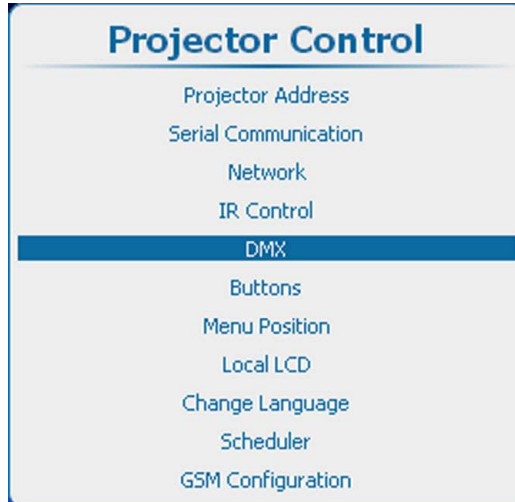 Projector Control
Projector Address
Serial Communication
Network
IR Control
DMX
Buttons
Menu Position
Local LCD
Change Language
Scheduler
GSM Configuration